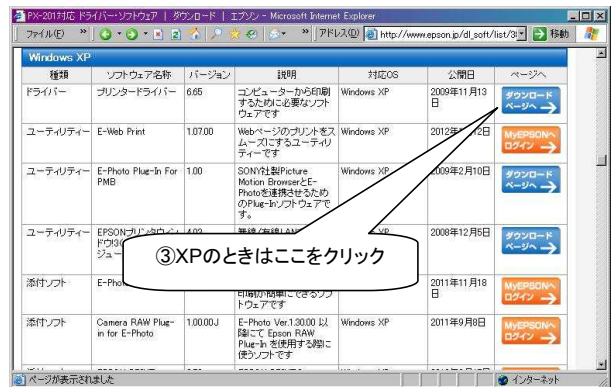 PX-201対応 ドライバー・ソフトウェア | ダウンロード | エプソン - Microsoft Internet Explorer
ファイル(F) » アドレス(D) http://www.epson.jp/dl_soft/list/3 移動
Windows XP
種類 ソフトウェア名称 バージョン 説明 対応OS 公開日 ページへ
ドライバー プリンタードライバー 6.65 コンピューターから印刷
するために必要なソフト
ウェアです Windows XP 2009年11月13
日 ダウンロード
ページへ
ユーティリティー E-Web Print 1.07.00 Webページのプリントをス
ムーズにするユーティリ
ティーです Windows XP 2012年 2日 MyEPSONへ
ログイン
ユーティリティー E-Photo Plug-In For
PMB 1.00 SONY社製Picture
Motion BrowserとE-
Photoを連携させるため
のPlug-Inソフトウェアで
す。 Windows XP 2009年2月10日 ダウンロード
ページへ
ユーティリティー EPSON 4.03 無線/有線LAN XP 2008年12月5日 ダウンロード
ページへ
③XPのときはここをクリック
添付ソフト E-Pho 印刷が簡単にできるソフ
トウェアです 2011年11月18
日 MyEPSONへ
ログイン
添付ソフト Camera RAW Plug-
in for E-Photo 1.00.00J E-Photo Ver.1.30.00 以
降にて Epson RAW
Plug-In を使用する際に
使うソフトです Windows XP 2011年9月8日 MyEPSONへ
ログイン
ページが表示されました インターネット